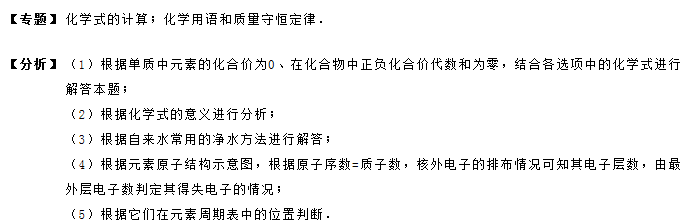 【专题】化学式的计算；化学用语和质量守恒定律．
【分析】（1）根据单质中元素的化合价为0、在化合物中正负化合价代数和为零，结合各选项中的化学式进行
解答本题；
（2）根据化学式的意义进行分析；
（3）根据自来水常用的净水方法进行解答；
（4）根据元素原子结构示意图，根据原子序数=质子数，核外电子的排布情况可知其电子层数，由最
外层电子数判定其得失电子的情况；
（5）根据它们在元素周期表中的位置判断．